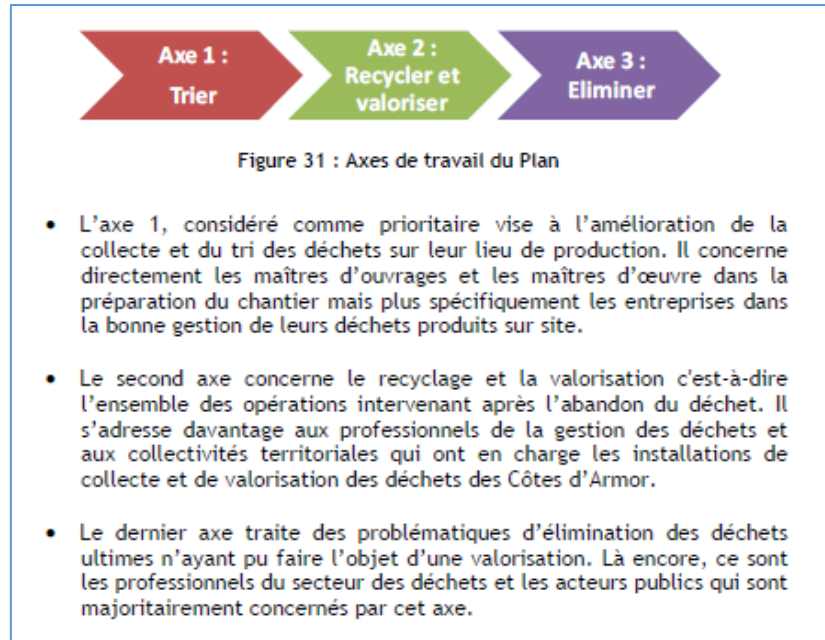 Axe 1 :
Trier
Axe 2 :
Recycler et
valoriser
Axe 3 :
Eliminer
Figure 31 : Axes de travail du Plan
• L’axe 1, considéré comme prioritaire vise à l’amélioration de la
collecte et du tri des déchets sur leur lieu de production. Il concerne
directement les maîtres d’ouvrages et les maîtres d’œuvre dans la
préparation du chantier mais plus spécifiquement les entreprises dans
la bonne gestion de leurs déchets produits sur site.
• Le second axe concerne le recyclage et la valorisation c'est-à-dire
l’ensemble des opérations intervenant après l’abandon du déchet. Il
s’adresse davantage aux professionnels de la gestion des déchets et
aux collectivités territoriales qui ont en charge les installations de
collecte et de valorisation des déchets des Côtes d’Armor.
• Le dernier axe traite des problématiques d’élimination des déchets
ultimes n’ayant pu faire l’objet d’une valorisation. Là encore, ce sont
les professionnels du secteur des déchets et les acteurs publics qui sont
majoritairement concernés par cet axe.